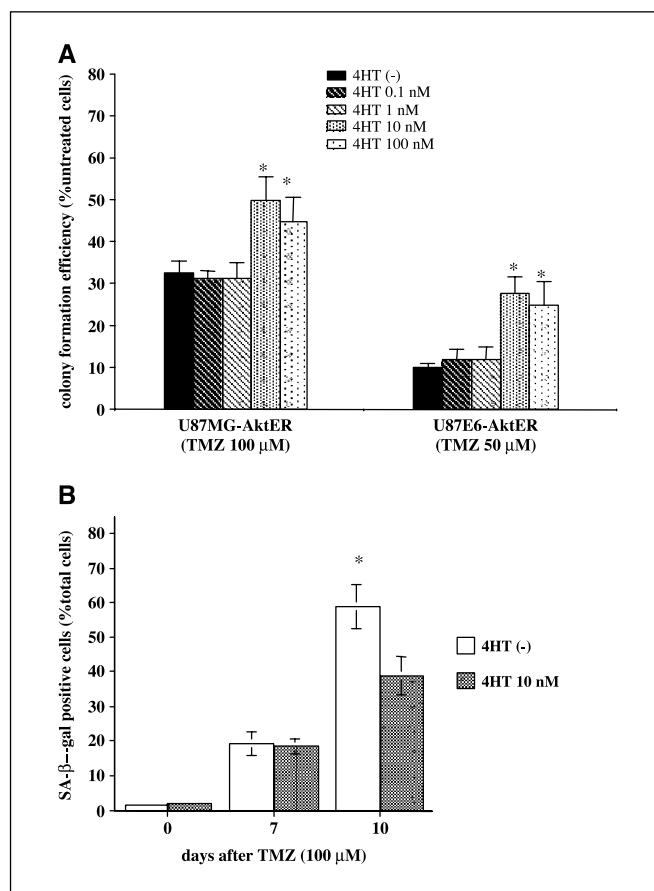 A
80
70
60
50
40
30
20
10
0
colony formation efficiency (%untreated cells)
4HT (-)
4HT 0.1 nM
4HT 1 nM
4HT 10 nM
4HT 100 nM
* *
* *
U87MG-AktER
(TMZ 100 μM)
U87E6-AktER
(TMZ 50 μM)
B
80
70
60
50
40
30
20
10
0
SA-β–-gal positive cells (%total cells)
*
4HT (-)
4HT 10 nM
0 7 10
days after TMZ (100 μM)